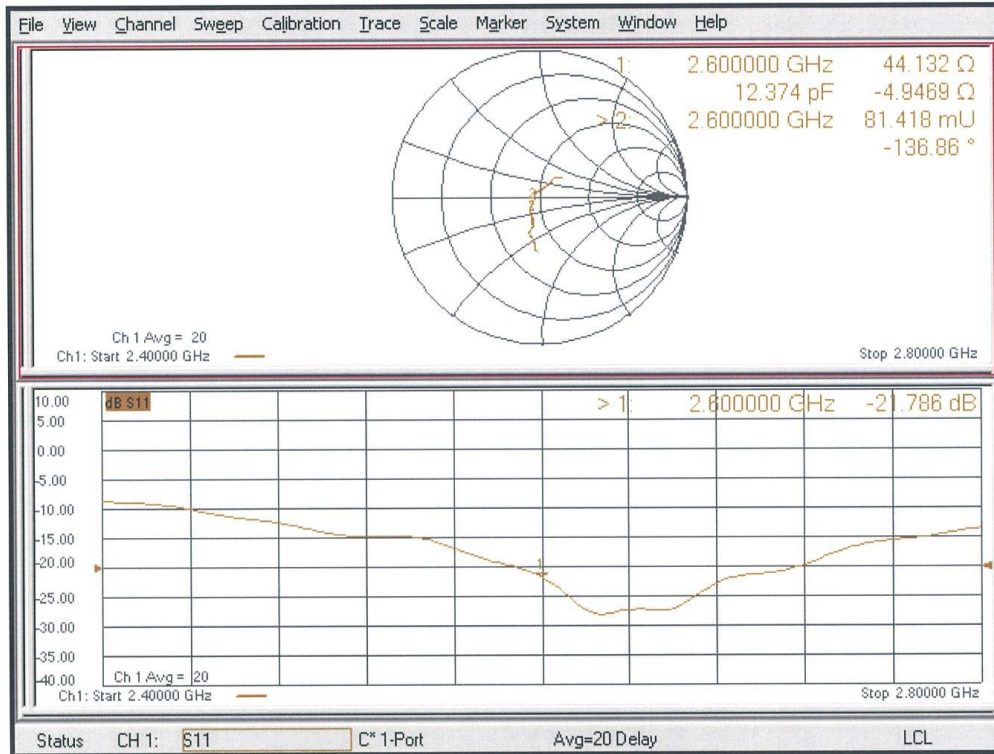 File View Channel Sweep Calibration Trace Scale Marker System Window Help
1: 2.600000 GHz 44.132 Ω
12.374 pF -4.9469 Ω
> 2: 2.600000 GHz 81.418 mU
-136.86 °
Ch 1 Avg = 20
Ch1: Start 2.40000 GHz
Stop 2.80000 GHz
10.00
dB S11
> 1: 2.600000 GHz -21.786 dB
5.00
0.00
-5.00
-10.00
-15.00
-20.00
1
-25.00
-30.00
-35.00
-40.00
Ch 1 Avg = 20
Ch1: Start 2.40000 GHz
Stop 2.80000 GHz
Status CH 1: S11 C* 1-Port Avg=20 Delay LCL